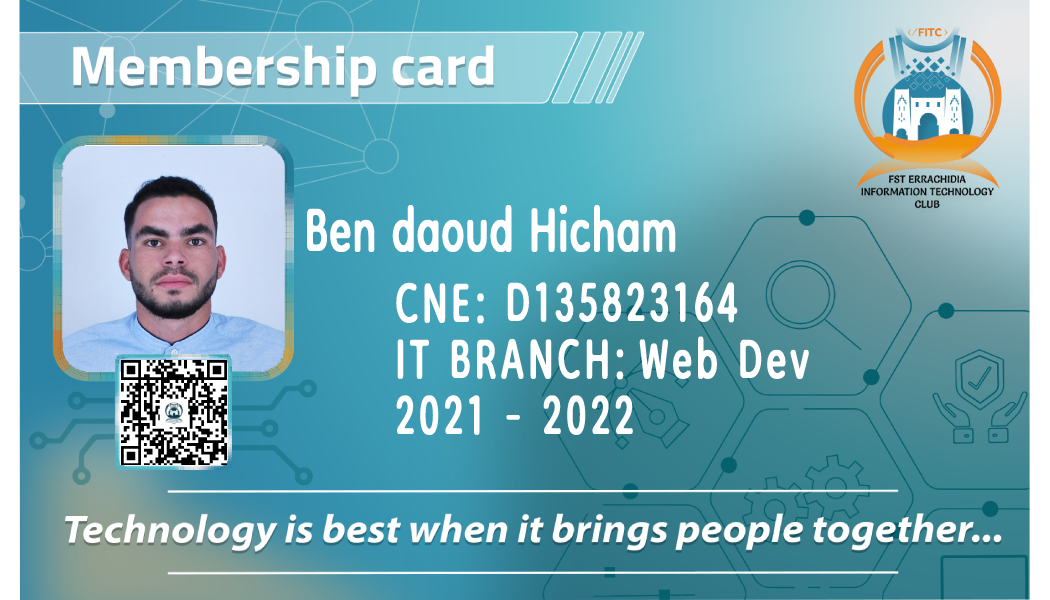 Membership card
</FITC>
FST ERRACHIDIA
INFORMATION TECHNOLOGY
CLUB
Ben daoud Hicham
CNE: D135823164
IT BRANCH: Web Dev
2021 - 2022
Technology is best when it brings people together...